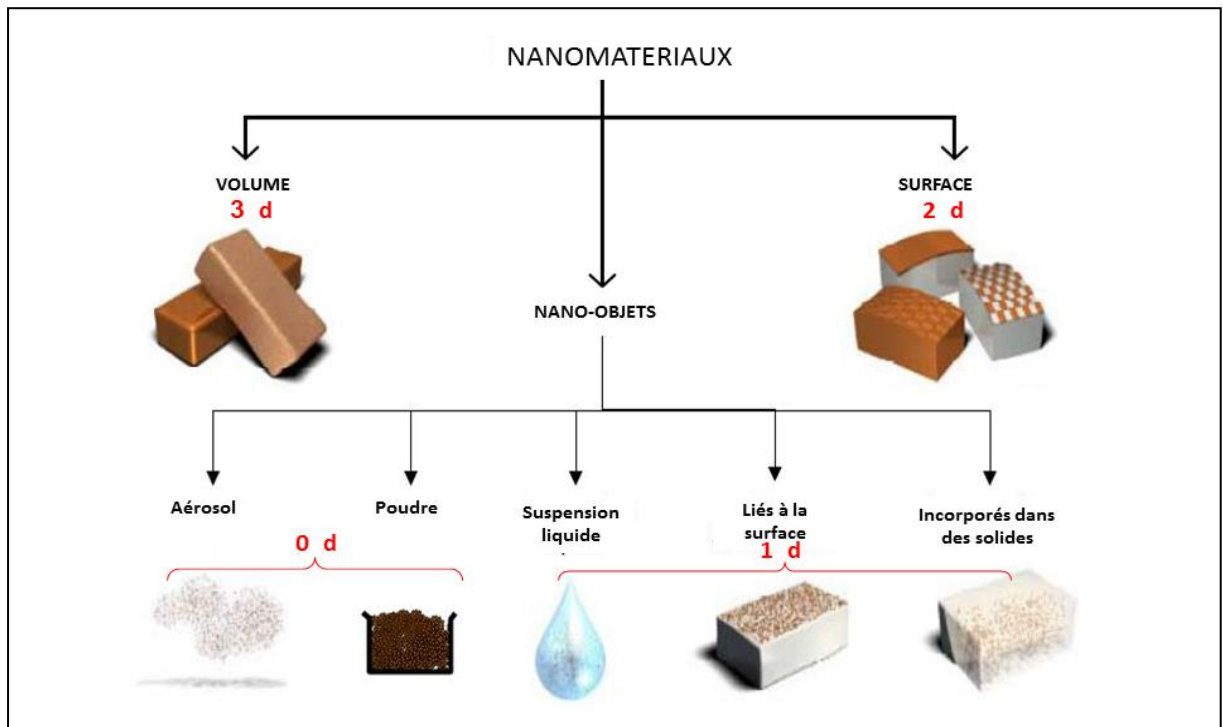 NANOMATERIAUX
VOLUME
3 d
SURFACE
2 d
NANO-OBJETS
Aérosol
Poudre
Suspension
liquide
Liés à la
surface
Incorporés dans
des solides
0 d
1 d